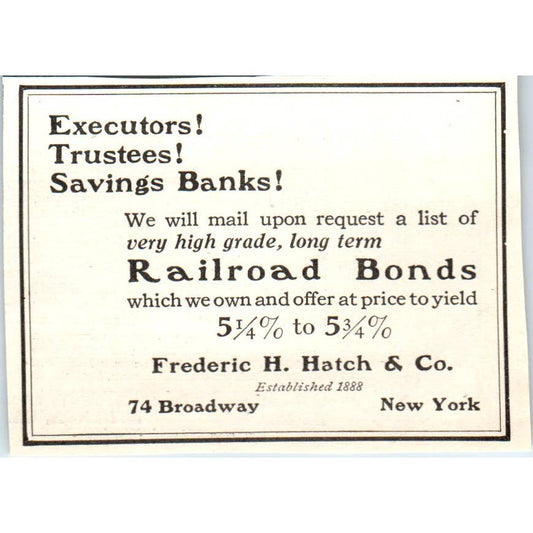 Executors!
Trustees!
Savings Banks!
We will mail upon request a list of
very high grade, long term
Railroad Bonds
which we own and offer at price to yield
5¼% to 5¾%
Frederic H. Hatch & Co.
Established 1888
74 Broadway New York